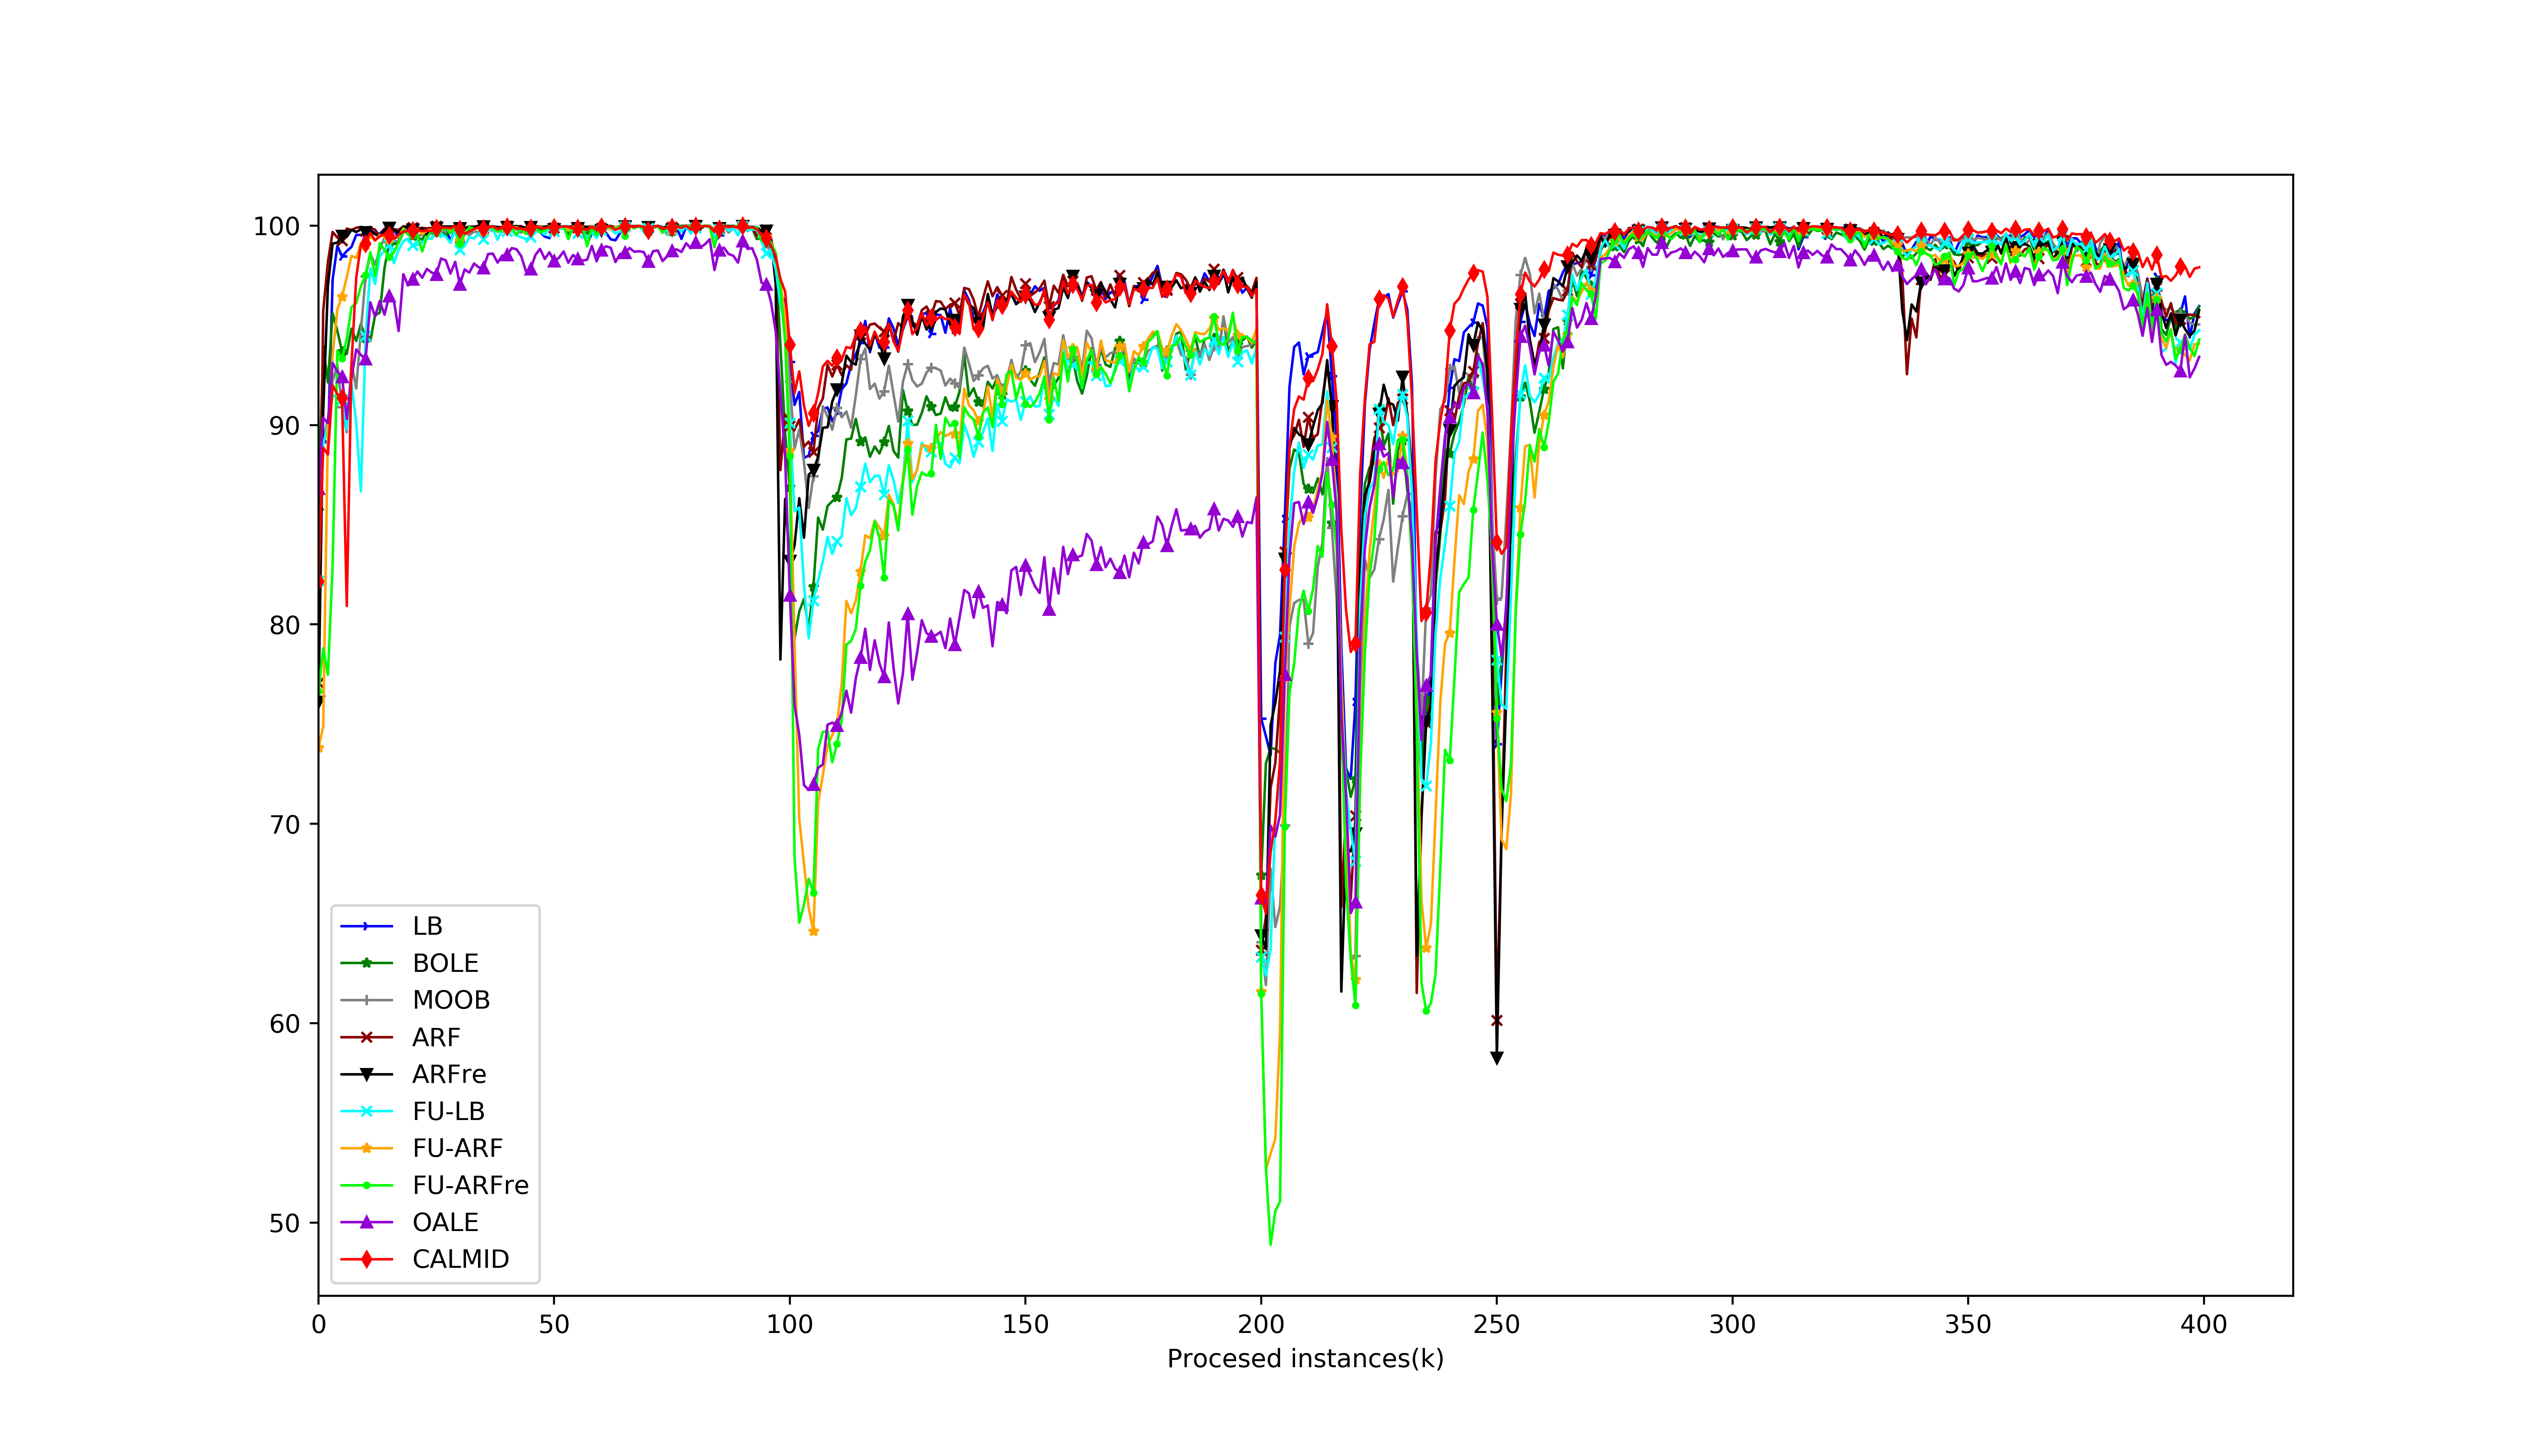 100
90
80
70
60
50
LB
BOLE
MOOB
ARF
ARFre
FU-LB
FU-ARF
FU-ARFre
OALE
CALMID
0 50 100 150 200 250 300 350 400
Procesed instances(k)